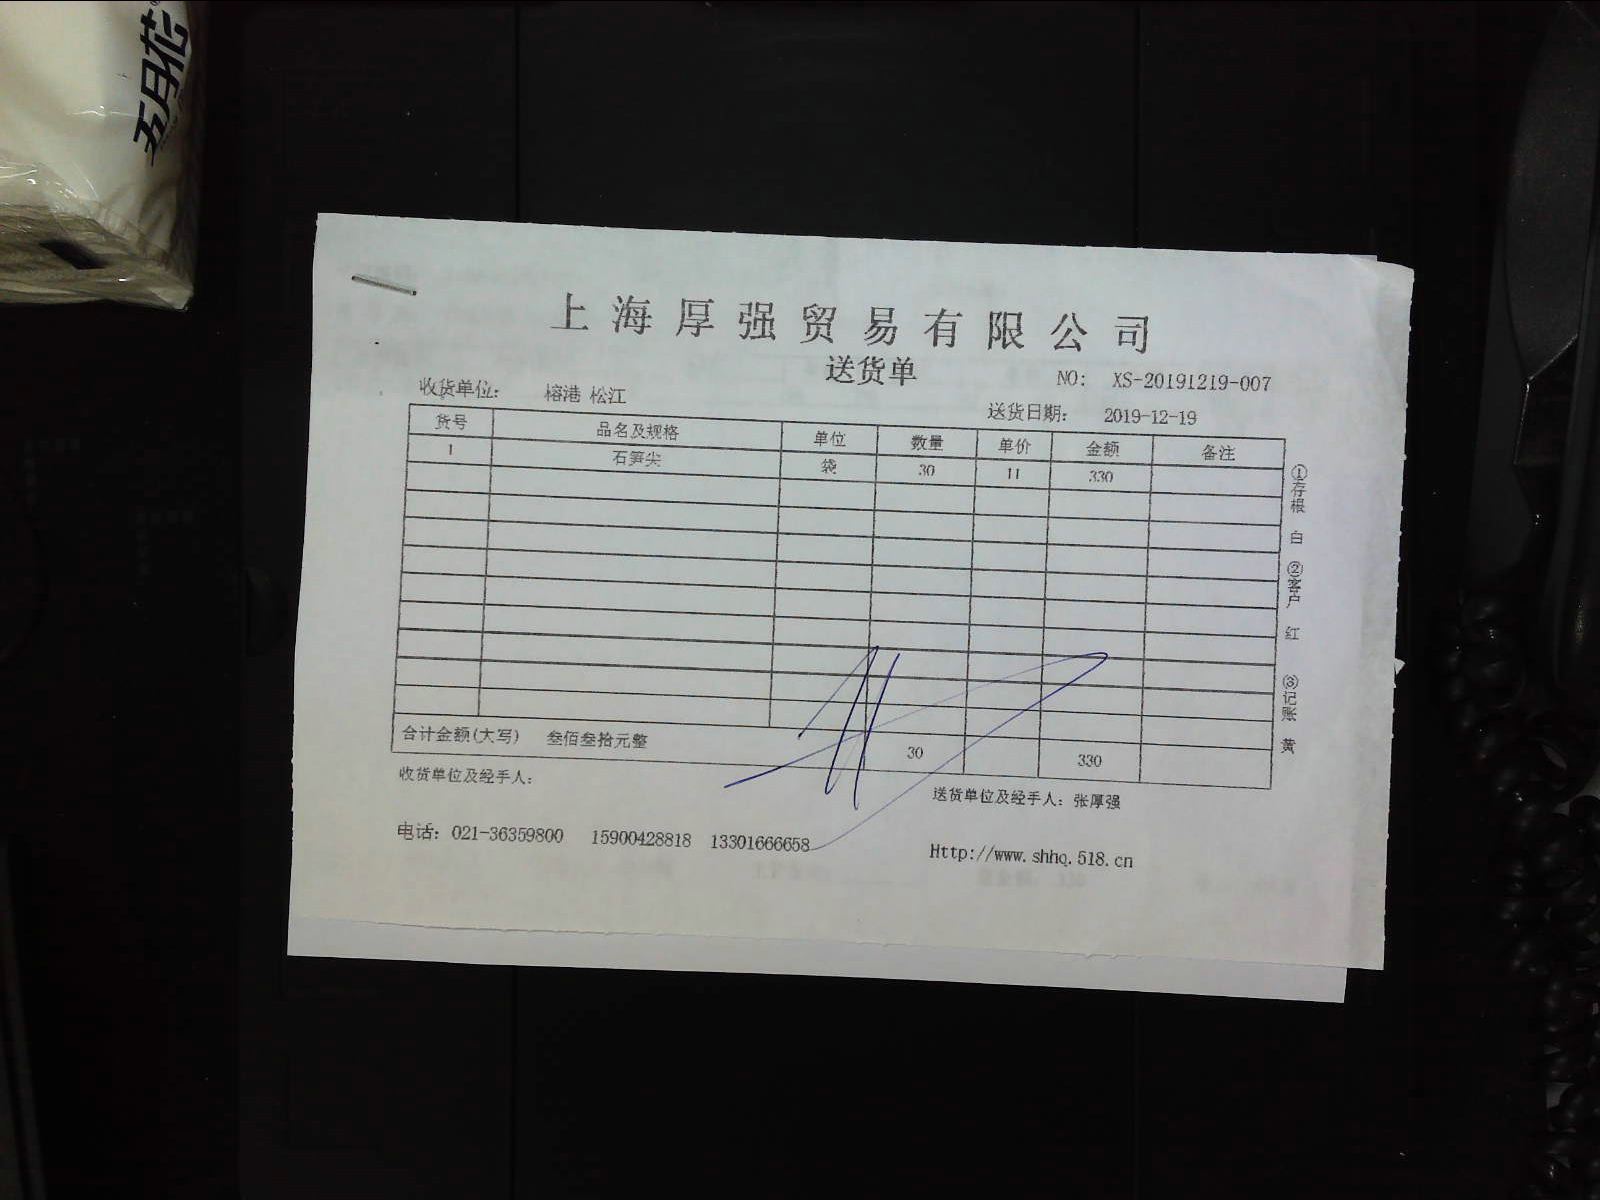 五月花
上海厚强贸易有限公司
送货单
NO: XS-20191219-007
收货单位: 榕港 松江
送货日期: 2019-12-19
货号 品名及规格 单位 数量 单价 金额 备注
1 石笋尖 袋 30 11 330
合计金额(大写) 叁佰叁拾元整 30 330
收货单位及经手人:
送货单位及经手人: 张厚强
电话: 021-36359800 15900428818 13301666658
Http://www.shhq.518.cn
①存根 白 ②客户 红 ③记账 黄